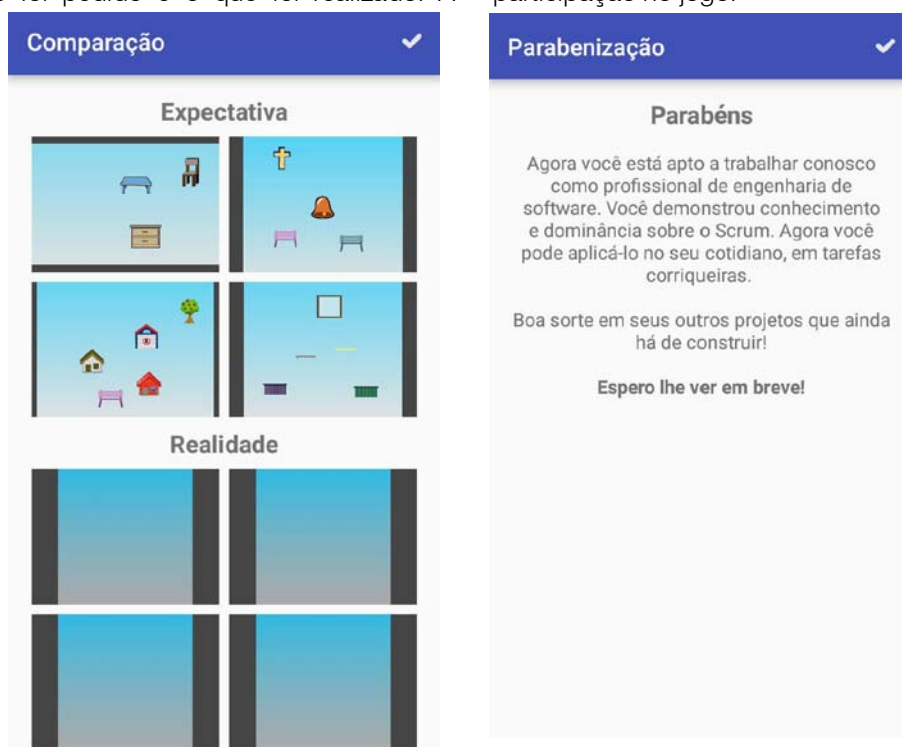 participação no jogo.
Comparação
Expectativa
Realidade
Parabenização
Parabéns
Agora você está apto a trabalhar conosco
como profissional de engenharia de
software. Você demonstrou conhecimento
e dominância sobre o Scrum. Agora você
pode aplicá-lo no seu cotidiano, em tarefas
corriqueiras.
Boa sorte em seus outros projetos que ainda
há de construir!
Espero lhe ver em breve!